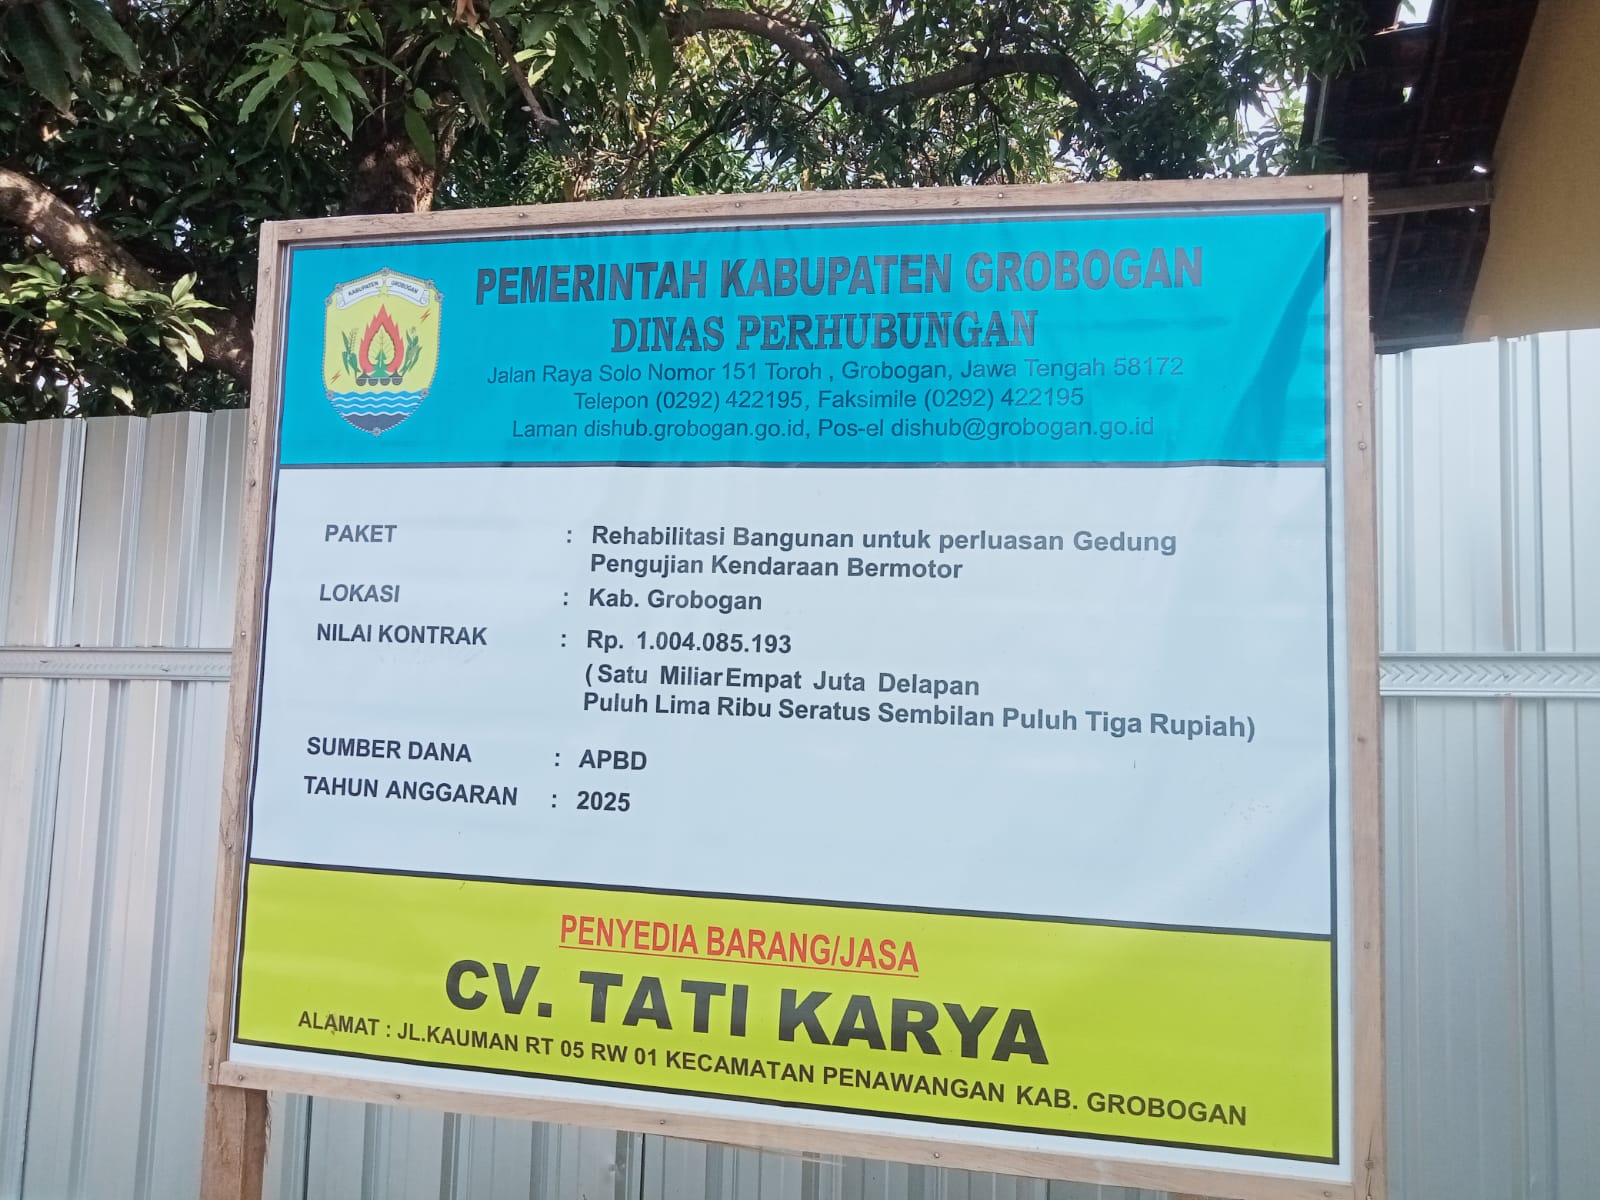 KABUPATEN GROBOGAN
PEMERINTAH KABUPATEN GROBOGAN
DINAS PERHUBUNGAN
Jalan Raya Solo Nomor 151 Toroh , Grobogan, Jawa Tengah 58172
Telepon (0292) 422195, Faksimile (0292) 422195
Laman dishub.grobogan.go.id, Pos-el dishub@grobogan.go.id
PAKET : Rehabilitasi Bangunan untuk perluasan Gedung
Pengujian Kendaraan Bermotor
LOKASI : Kab. Grobogan
NILAI KONTRAK : Rp. 1.004.085.193
(Satu Miliar Empat Juta Delapan
Puluh Lima Ribu Seratus Sembilan Puluh Tiga Rupiah)
SUMBER DANA : APBD
TAHUN ANGGARAN : 2025
PENYEDIA BARANG/JASA
CV. TATI KARYA
ALAMAT : JL.KAUMAN RT 05 RW 01 KECAMATAN PENAWANGAN KAB. GROBOGAN